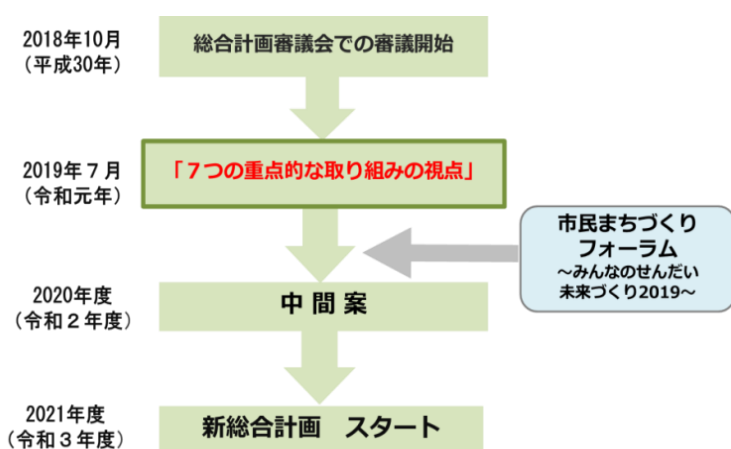 2018年10月
（平成30年）
総合計画審議会での審議開始
2019年７月
（令和元年）
「７つの重点的な取り組みの視点」
市民まちづくり
フォーラム
～みんなのせんだい
未来づくり2019～
2020年度
（令和２年度）
中 間 案
2021年度
（令和３年度）
新総合計画　スタート